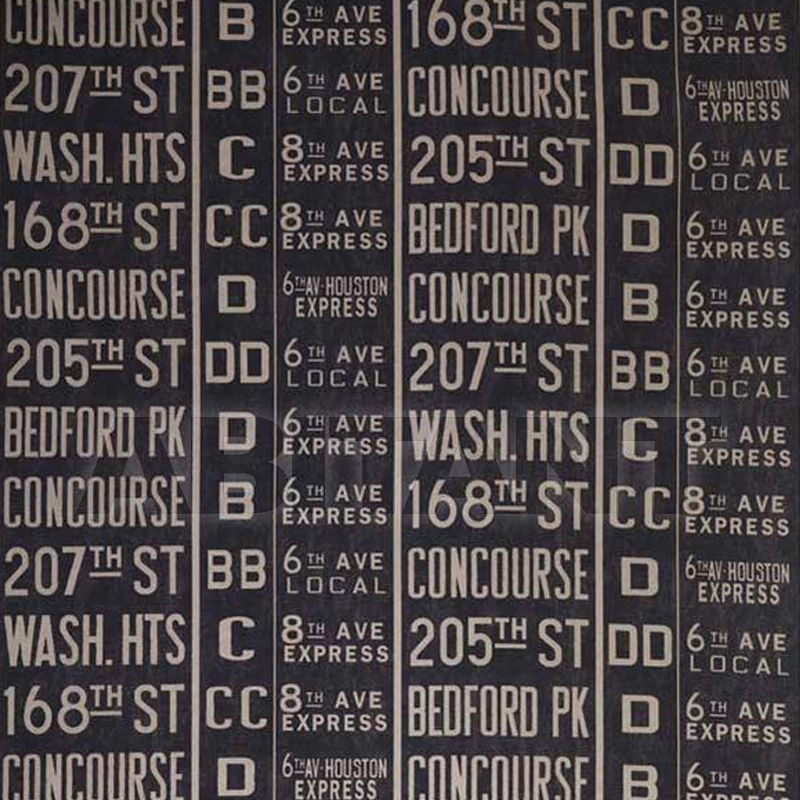 CONCOURSE B 6TH AVE EXPRESS
207TH ST BB 6TH AVE LOCAL
WASH. HTS C 8TH AVE EXPRESS
168TH ST CC 8TH AVE EXPRESS
CONCOURSE D 6TH AV-HOUSTON EXPRESS
205TH ST DD 6TH AVE LOCAL
BEDFORD PK D 6TH AVE EXPRESS
CONCOURSE B 6TH AVE EXPRESS
207TH ST BB 6TH AVE LOCAL
WASH. HTS C 8TH AVE EXPRESS
168TH ST CC 8TH AVE EXPRESS
CONCOURSE D 6TH AV-HOUSTON EXPRESS
168TH ST CC 8TH AVE EXPRESS
CONCOURSE D 6TH AV-HOUSTON EXPRESS
205TH ST DD 6TH AVE LOCAL
BEDFORD PK D 6TH AVE EXPRESS
CONCOURSE B 6TH AVE EXPRESS
207TH ST BB 6TH AVE LOCAL
WASH. HTS C 8TH AVE EXPRESS
168TH ST CC 8TH AVE EXPRESS
CONCOURSE D 6TH AV-HOUSTON EXPRESS
205TH ST DD 6TH AVE LOCAL
BEDFORD PK D 6TH AVE EXPRESS
CONCOURSE B 6TH AVE EXPRESS